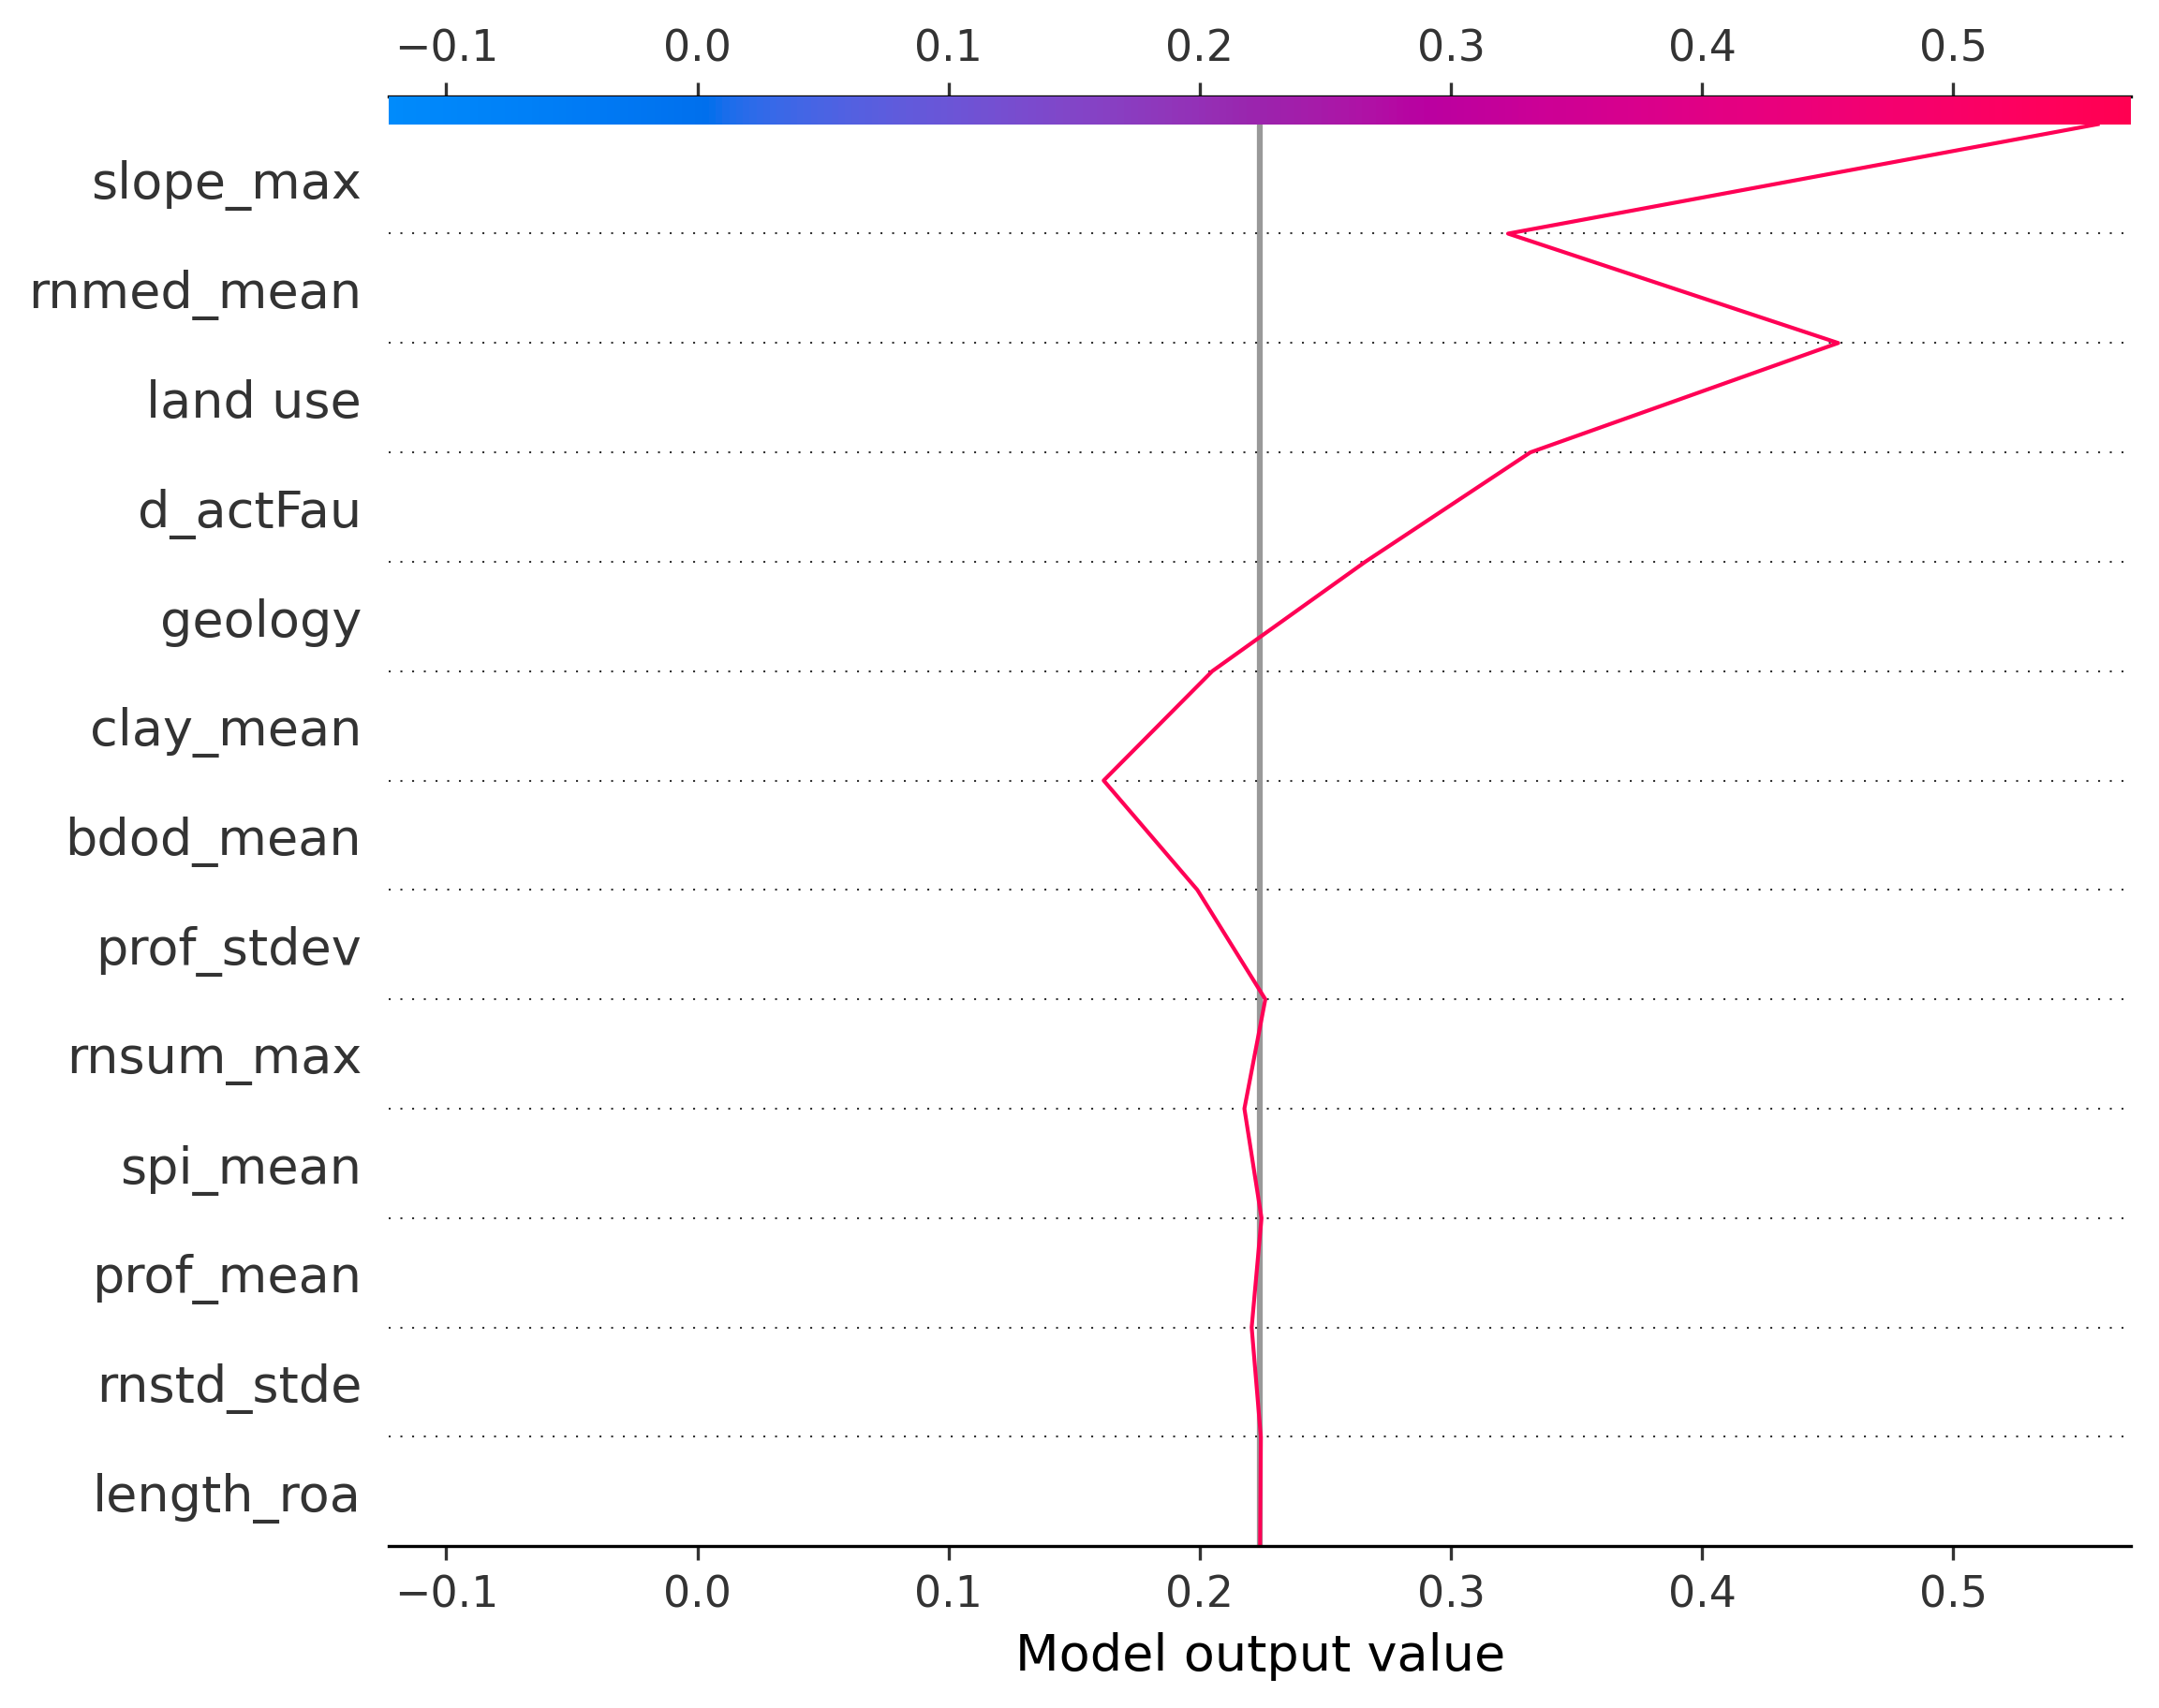 −0.1 0.0 0.1 0.2 0.3 0.4 0.5
slope_max
rnmed_mean
land use
d_actFau
geology
clay_mean
bdod_mean
prof_stdev
rnsum_max
spi_mean
prof_mean
rnstd_stde
length_roa
−0.1 0.0 0.1 0.2 0.3 0.4 0.5
Model output value